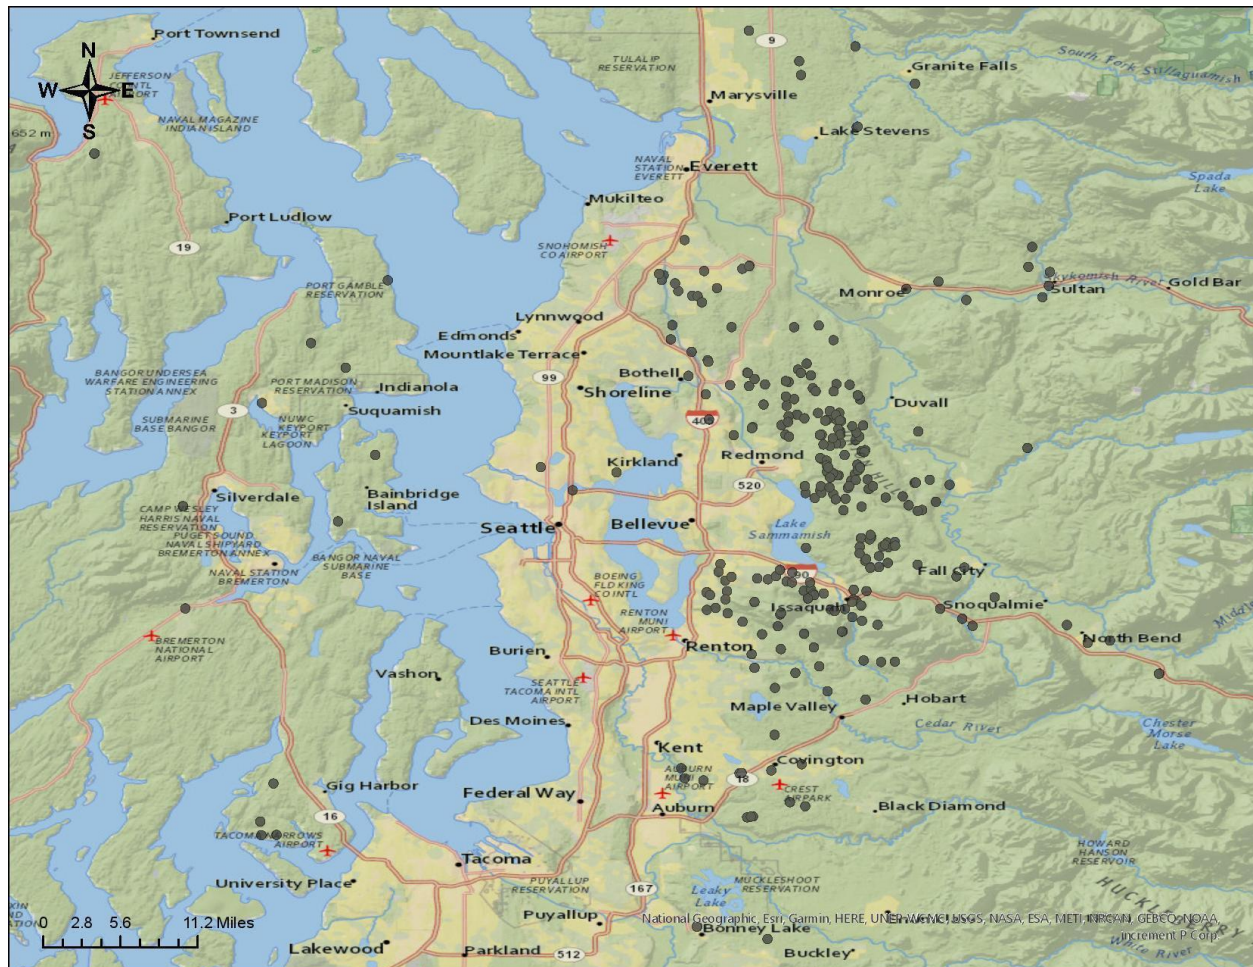 Port Townsend
N
W E
S
JEFFERSON
INTL
AIRPORT
652 m
NAVAL MAGAZINE
INDIAN ISLAND
TULALIP
RESERVATION
9
Granite Falls
South Fork Stillaguamish
Marysville
Lake Stevens
NAVAL
STATION
EVERETT
Everett
Spada
Lake
Mukilteo
Port Ludlow
19
SNOHOMISH
CO AIRPORT
PORT GAMBLE
RESERVATION
Monroe
Skykomish River
Sultan
Gold Bar
Lynnwood
Edmonds
Mountlake Terrace
BANGOR UNDERSEA
WARFARE ENGINEERING
STATION ANNEX
PORT MADISON
RESERVATION
Indianola
99
Bothell
Shoreline
Duvall
3
Suquamish
SUBMARINE
BASE BANGOR
NUWC
KEYPORT
KEYPORT
LAGOON
405
Kirkland
Redmond
520
Silverdale
Bainbridge
Island
CAMP WESLEY
HARRIS NAVAL
RESERVATION
PUGET SOUND
NAVAL SHIPYARD
BREMERTON ANNEX
Seattle
Bellevue
Lake
Sammamish
NAVAL STATION
BREMERTON
BANGOR NAVAL
SUBMARINE
BASE
BOEING
FLD KING
CO INTL
90
Fall City
Issaquah
Snoqualmie
RENTON
MUNI
AIRPORT
BREMERTON
NATIONAL
AIRPORT
Renton
North Bend
Burien
Vashon
SEATTLE
TACOMA INTL
AIRPORT
Maple Valley
Hobart
Des Moines
Cedar River
Chester
Morse
Lake
Kent
Covington
AUBURN
MUNI
AIRPORT
18
CREST
AIRPARK
Gig Harbor
Federal Way
Auburn
Black Diamond
16
TACOMA NARROWS
AIRPORT
HOWARD
HANSON
RESERVOIR
Tacoma
University Place
PUYALLUP
RESERVATION
167
MUCKLESHOOT
RESERVATION
Leaky
Lake
HUCKLEBERRY
Puyallup
0 2.8 5.6 11.2 Miles
National Geographic, Esri, Garmin, HERE, UNEP-WCMC, USGS, NASA, ESA, METI, NRCAN, GEBCO, NOAA,
increment P Corp.
Bonney Lake
Lakewood
Parkland
512
Buckley
White River